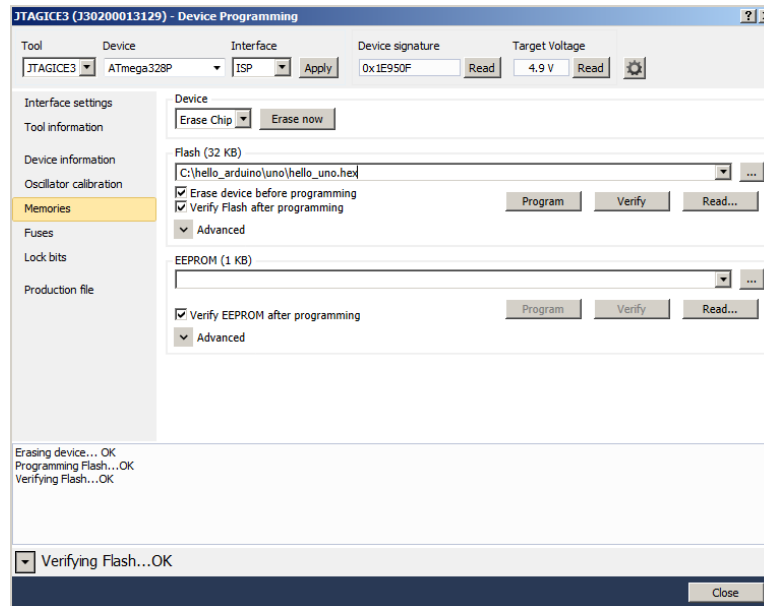 JTAGICE3 (J30200013129) - Device Programming
Tool Device Interface Device signature Target Voltage
JTAGICE3 ATmega328P ISP Apply 0x1E950F Read 4.9 V Read
Interface settings
Tool information
Device information
Oscillator calibration
Memories
Fuses
Lock bits
Production file
Device
Erase Chip Erase now
Flash (32 KB)
C:\hello_arduino\uno\hello_uno.hex ...
Erase device before programming
Verify Flash after programming
Program Verify Read...
Advanced
EEPROM (1 KB)
...
Verify EEPROM after programming
Program Verify Read...
Advanced
Erasing device... OK
Programming Flash...OK
Verifying Flash...OK
Verifying Flash...OK
Close